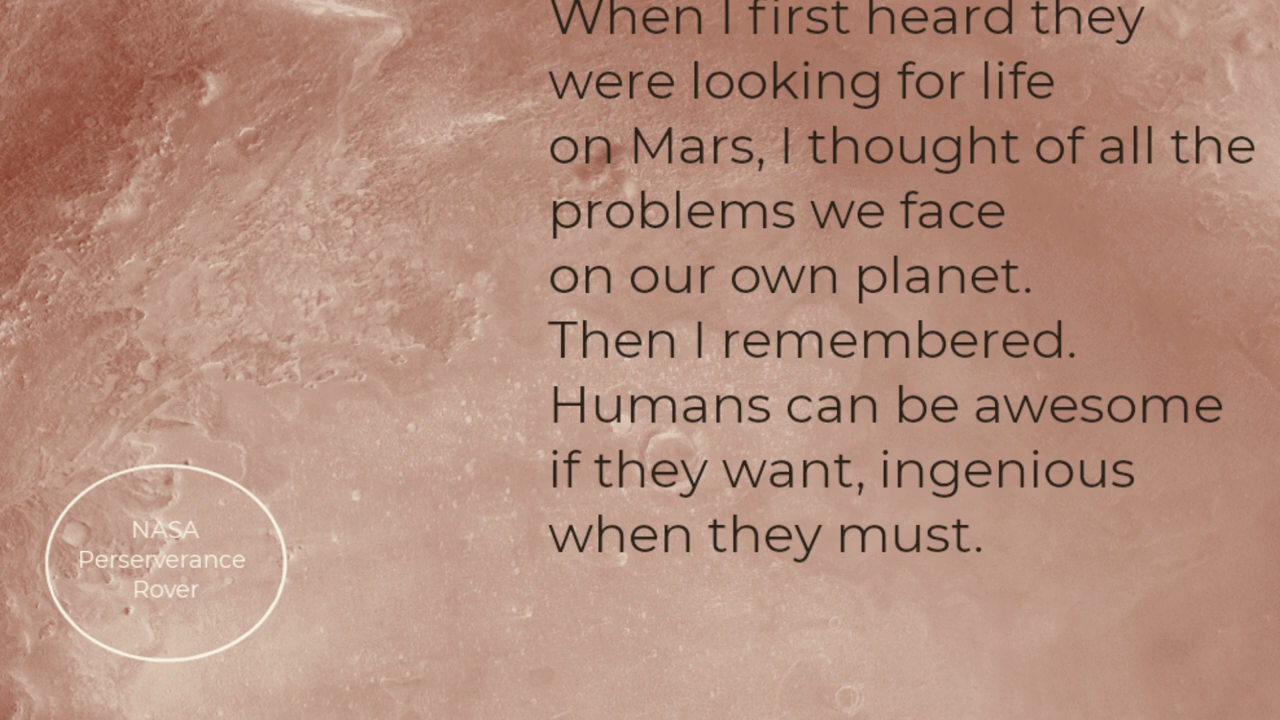 When I first heard they
were looking for life
on Mars, I thought of all the
problems we face
on our own planet.
Then I remembered.
Humans can be awesome
if they want, ingenious
when they must.
NASA
Perserverance
Rover